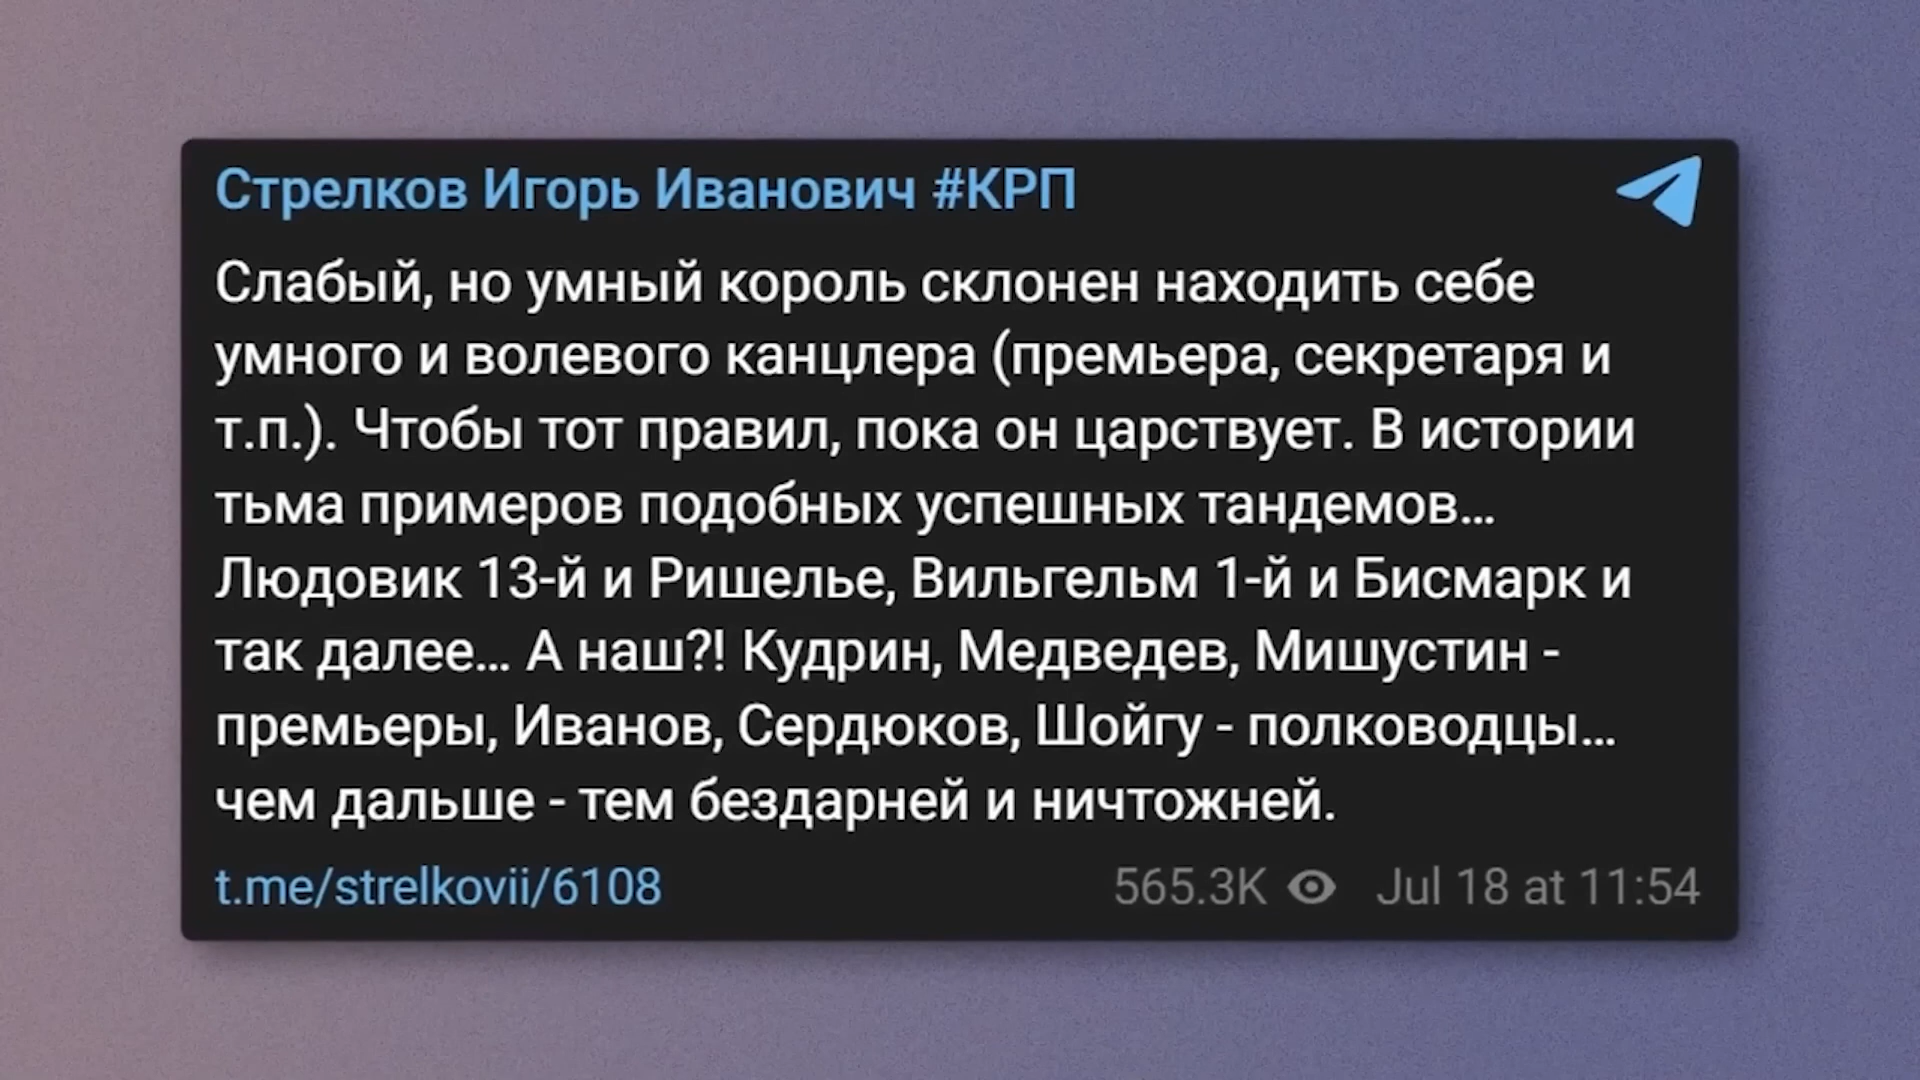 Стрелков Игорь Иванович #КРП
Слабый, но умный король склонен находить себе
умного и волевого канцлера (премьера, секретаря и
т.п.). Чтобы тот правил, пока он царствует. В истории
тьма примеров подобных успешных тандемов…
Людовик 13-й и Ришелье, Вильгельм 1-й и Бисмарк и
так далее… А наш?! Кудрин, Медведев, Мишустин -
премьеры, Иванов, Сердюков, Шойгу - полководцы…
чем дальше - тем бездарней и ничтожней.
t.me/strelkovii/6108 565.3K Jul 18 at 11:54